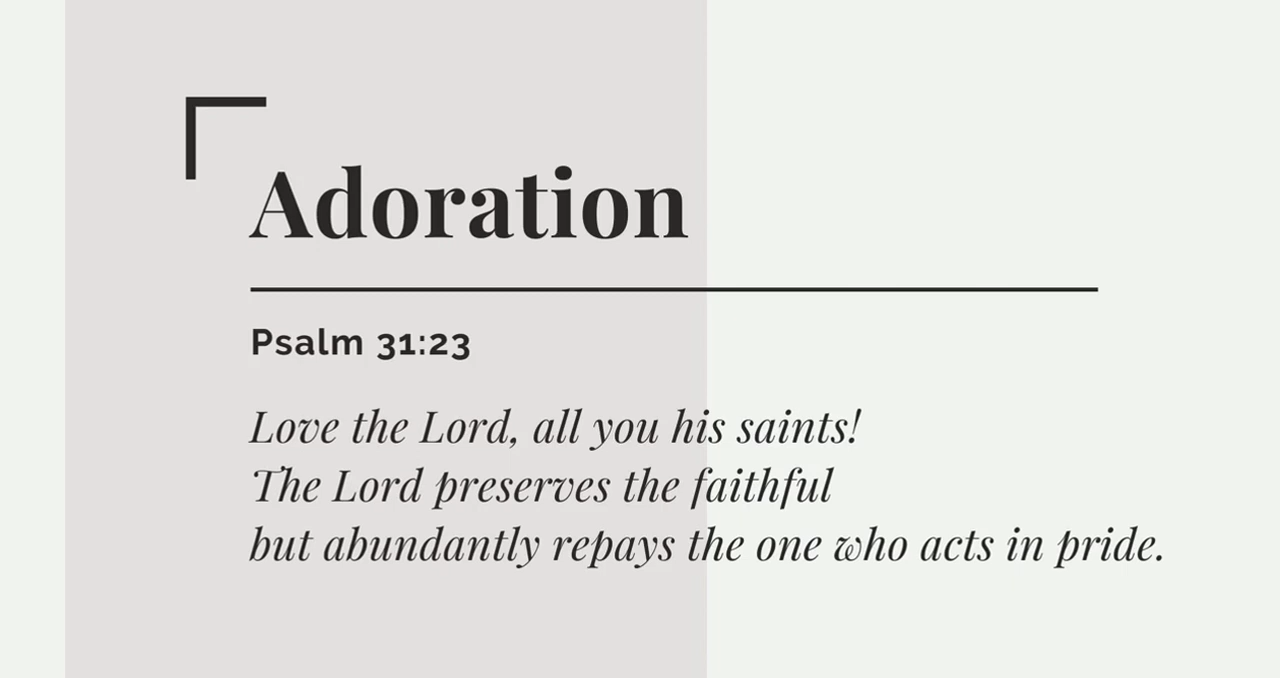 Adoration
Psalm 31:23
Love the Lord, all you his saints!
The Lord preserves the faithful
but abundantly repays the one who acts in pride.